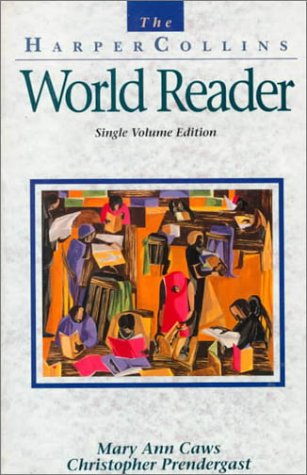 The
HARPERCOLLINS
World Reader
Single Volume Edition
Mary Ann Caws
Christopher Prendergast